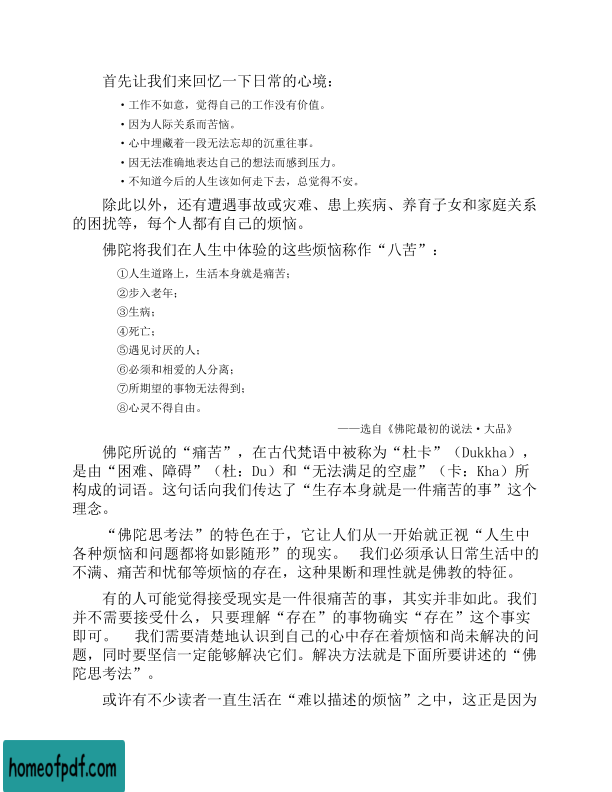 首先让我们来回忆一下日常的心境：
·工作不如意，觉得自己的工作没有价值。
·因为人际关系而苦恼。
·心中埋藏着一段无法忘却的沉重往事。
·因无法准确地表达自己的想法而感到压力。
·不知道今后的人生该如何走下去，总觉得不安。
除此以外，还有遭遇事故或灾难、患上疾病、养育子女和家庭关系
的困扰等，每个人都有自己的烦恼。
佛陀将我们在人生中体验的这些烦恼称作“八苦”：
①人生道路上，生活本身就是痛苦；
②步入老年；
③生病；
④死亡；
⑤遇见讨厌的人；
⑥必须和相爱的人分离；
⑦所期望的事物无法得到；
⑧心灵不得自由。
——选自《佛陀最初的说法·大品》
佛陀所说的“痛苦”，在古代梵语中被称为“杜卡”（Dukkha），
是由“困难、障碍”（杜：Du）和“无法满足的空虚”（卡：Kha）所
构成的词语。这句话向我们传达了“生存本身就是一件痛苦的事”这个
理念。
“佛陀思考法”的特色在于，它让人们从一开始就正视“人生中
各种烦恼和问题都将如影随形”的现实。 我们必须承认日常生活中的
不满、痛苦和忧郁等烦恼的存在，这种果断和理性就是佛教的特征。
有的人可能觉得接受现实是一件很痛苦的事，其实并非如此。我们
并不需要接受什么，只要理解“存在”的事物确实“存在”这个事实
即可。 我们需要清楚地认识到自己的心中存在着烦恼和尚未解决的问
题，同时要坚信一定能够解决它们。解决方法就是下面所要讲述的“佛
陀思考法”。
或许有不少读者一直生活在“难以描述的烦恼”之中，这正是因为
homeofpdf.com